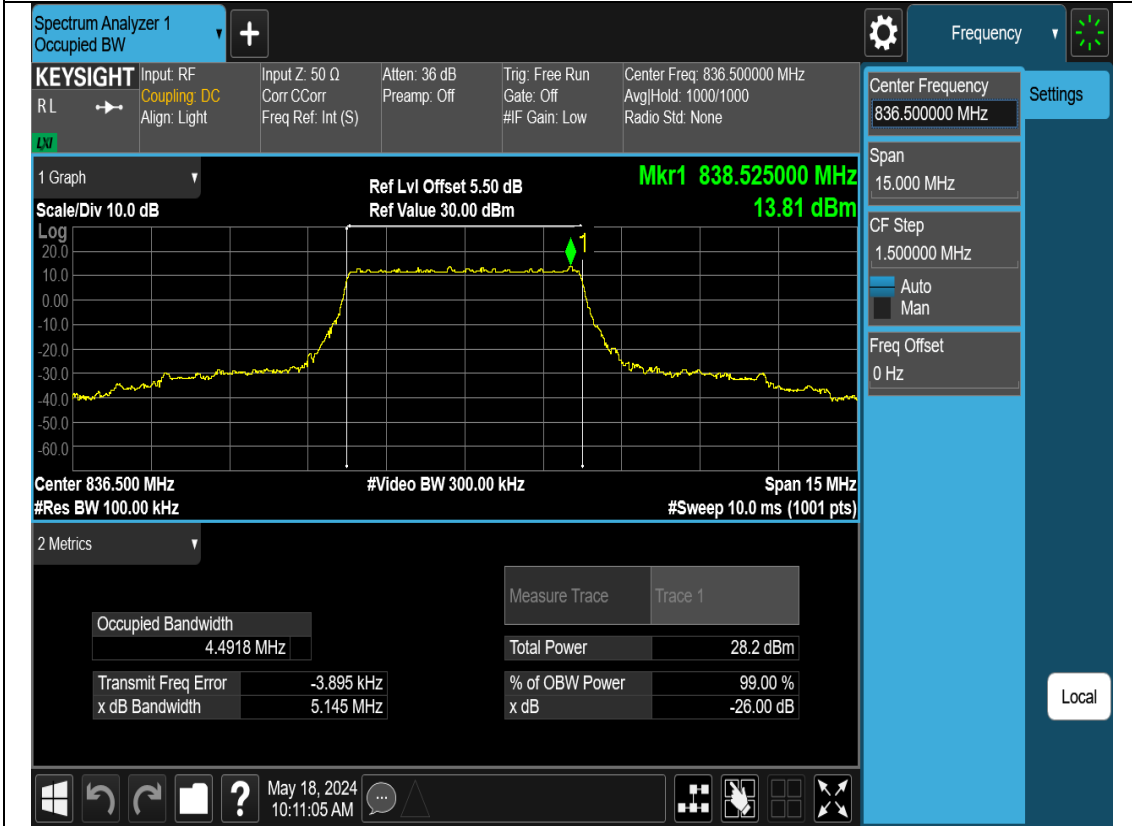 Spectrum Analyzer 1
Occupied BW
Frequency
KEYSIGHT
R L
LXI
Input: RF
Coupling: DC
Align: Light
Input Z: 50 Ω
Corr CCorr
Freq Ref: Int (S)
Atten: 36 dB
Preamp: Off
Trig: Free Run
Gate: Off
#IF Gain: Low
Center Freq: 836.500000 MHz
Avg|Hold: 1000/1000
Radio Std: None
Center Frequency
836.500000 MHz
Settings
Span
15.000 MHz
CF Step
1.500000 MHz
Auto
Man
Freq Offset
0 Hz
Local
1 Graph
Scale/Div 10.0 dB
Ref Lvl Offset 5.50 dB
Ref Value 30.00 dBm
Mkr1 838.525000 MHz
13.81 dBm
Log
1
20.0
10.0
0.00
-10.0
-20.0
-30.0
-40.0
-50.0
-60.0
Center 836.500 MHz
#Video BW 300.00 kHz
Span 15 MHz
#Res BW 100.00 kHz
#Sweep 10.0 ms (1001 pts)
2 Metrics
Measure Trace
Trace 1
Occupied Bandwidth
4.4918 MHz
Total Power
28.2 dBm
Transmit Freq Error
-3.895 kHz
% of OBW Power
99.00 %
x dB Bandwidth
5.145 MHz
x dB
-26.00 dB
?
May 18, 2024
10:11:05 AM